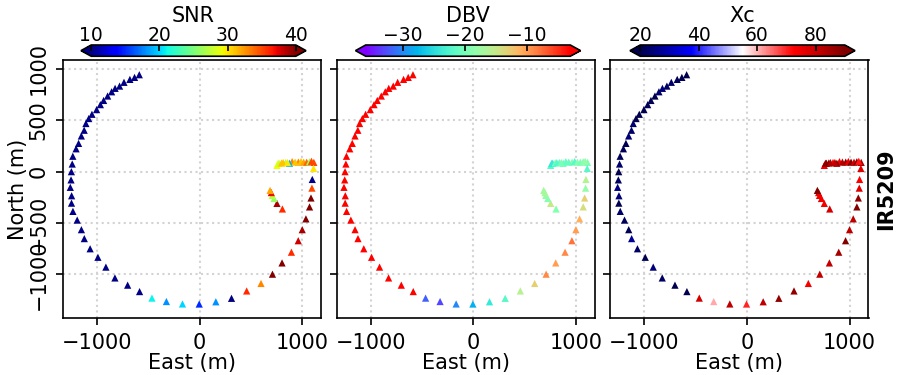 SNR DBV Xc
10 20 30 40 −30 −20 −10 20 40 60 80
North (m)
1000
500
0
−500
−1000
−1000 0 1000 −1000 0 1000 −1000 0 1000
East (m) East (m) East (m)
IR5209